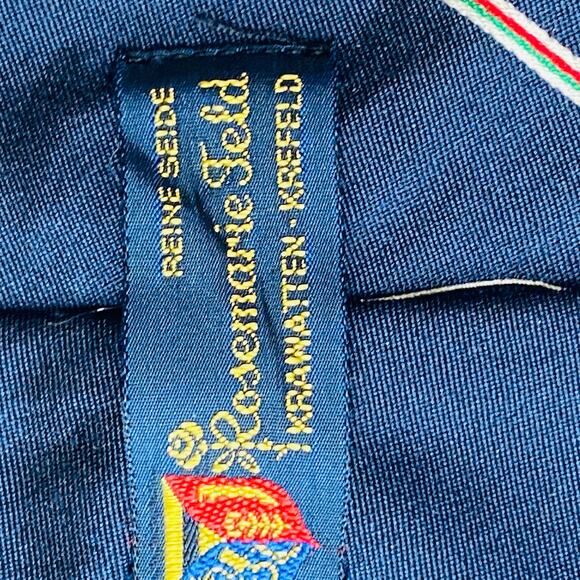 REINE SEIDE
Rosemarie Feld
KRAWATTEN · KREFELD